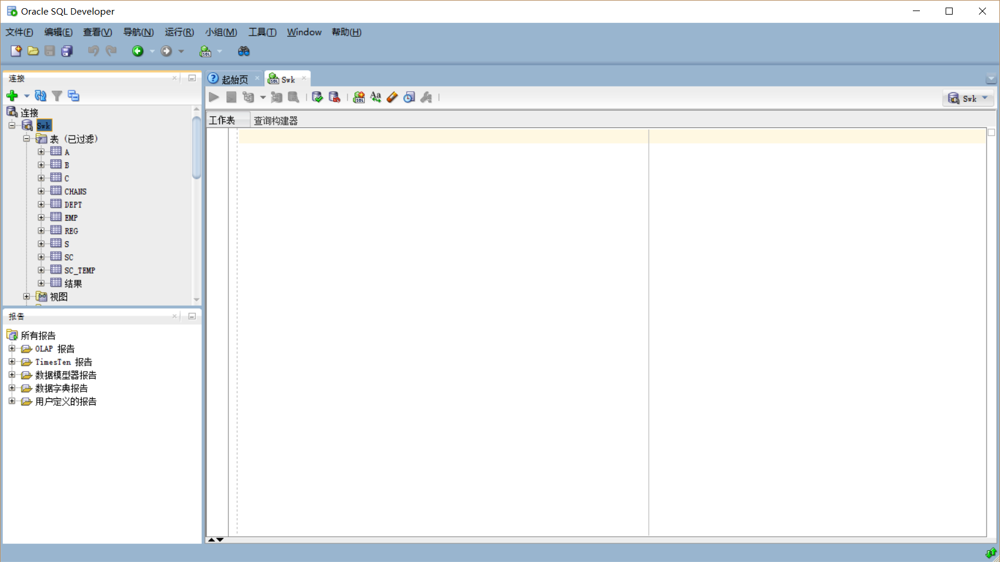 Oracle SQL Developer
文件(F) 编辑(E) 查看(V) 导航(N) 运行(R) 小组(M) 工具(T) Window 帮助(H)
连接
起始页
Swk
Swk
工作表
查询构建器
连接
Swk
表 (已过滤)
A
B
C
CHANS
DEPT
EMP
REG
S
SC
SC_TEMP
结果
视图
报告
所有报告
OLAP 报告
TimesTen 报告
数据模型器报告
数据字典报告
用户定义的报告